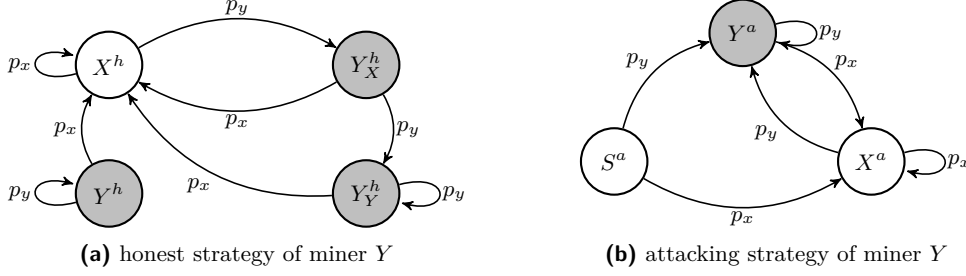 p_y
p_y
p_x X^h Y^h_X Y^a p_y
p_y p_x
p_x
p_x p_y p_y
p_x
p_y Y^h Y^h_Y p_y S^a X^a p_x
p_x
(a) honest strategy of miner Y (b) attacking strategy of miner Y